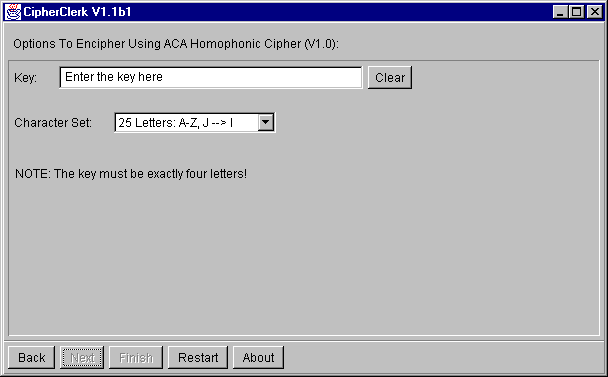 CipherClerk V1.1b1
Options To Encipher Using ACA Homophonic Cipher (V1.0):
Key: Enter the key here Clear
Character Set: 25 Letters: A-Z, J --> I
NOTE: The key must be exactly four letters!
Back Next Finish Restart About